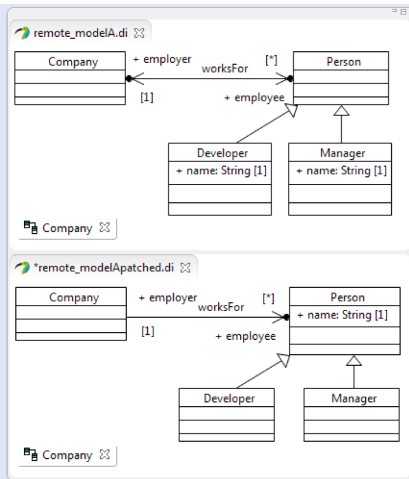 remote_modelA.di
Company
+ employer
worksFor
[*]
Person
[1]
+ employee
Developer
+ name: String [1]
Manager
+ name: String [1]
Company
*remote_modelApatched.di
Company
+ employer
worksFor
[*]
Person
+ name: String [1]
[1]
+ employee
Developer
Manager
Company